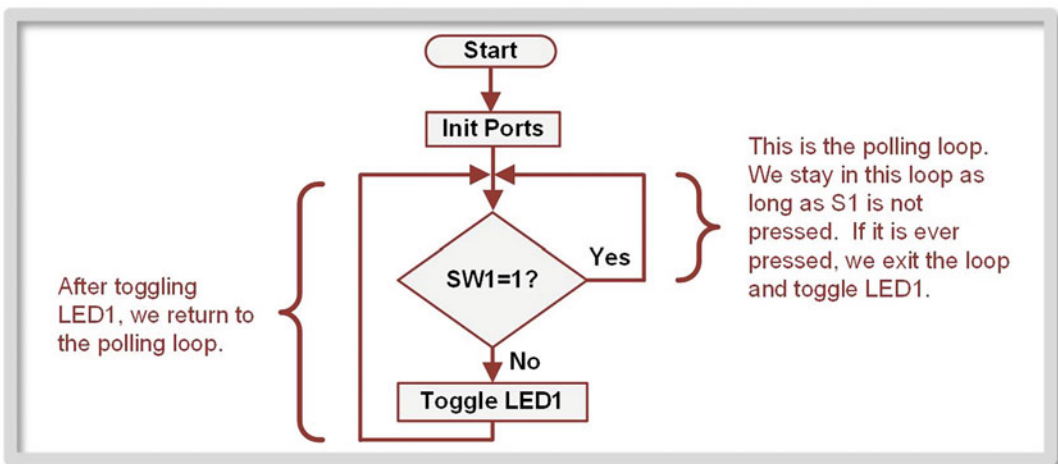 Start
Init Ports
This is the polling loop.
We stay in this loop as
long as S1 is not
pressed. If it is ever
pressed, we exit the loop
and toggle LED1.
SW1=1?
Yes
After toggling
LED1, we return to
the polling loop.
No
Toggle LED1